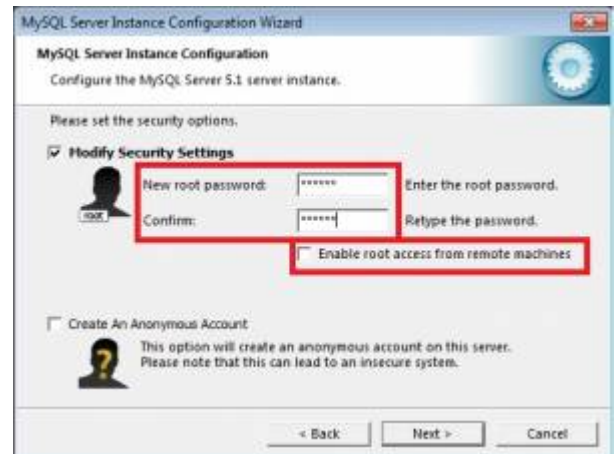 MySQL Server Instance Configuration Wizard
MySQL Server Instance Configuration
Configure the MySQL Server 5.1 server instance.
Please set the security options.
Modify Security Settings
New root password: ****** Enter the root password.
root
Confirm: ****** Retype the password.
Enable root access from remote machines
Create An Anonymous Account
?
This option will create an anonymous account on this server.
Please note that this can lead to an insecure system.
< Back Next > Cancel